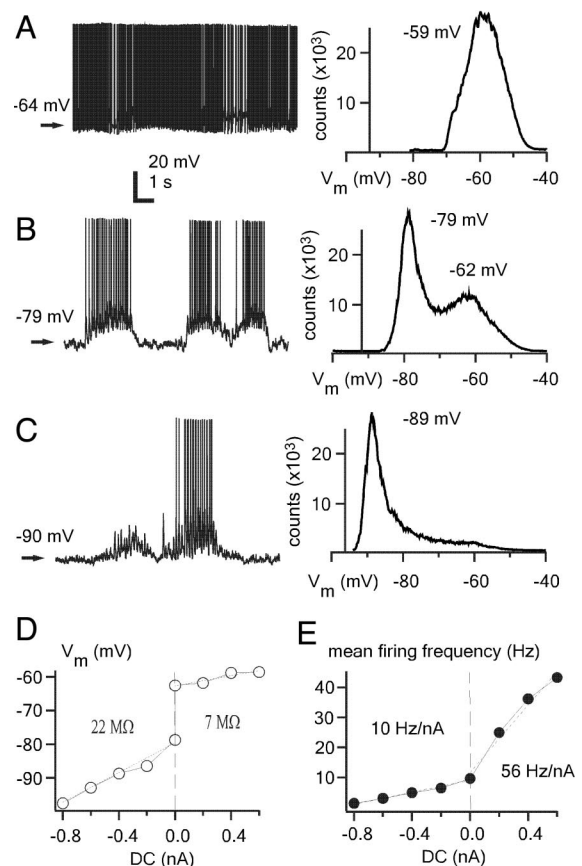 A
-64 mV
20 mV
1 s
counts (x10³)
20
10
-59 mV
V_m (mV)
-80
-60
-40
B
-79 mV
counts (x10³)
20
10
-79 mV
-62 mV
V_m (mV)
-80
-60
-40
C
-90 mV
counts (x10³)
20
10
-89 mV
V_m (mV)
-80
-60
-40
D
V_m (mV)
-60
-70
-80
-90
22 MΩ
7 MΩ
-0.8
-0.4
0.0
0.4
DC (nA)
E
mean firing frequency (Hz)
40
30
20
10
10 Hz/nA
56 Hz/nA
-0.8
-0.4
0.0
0.4
DC (nA)